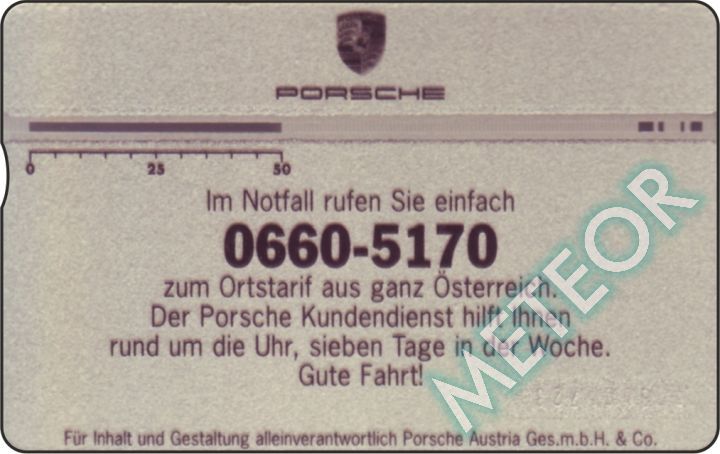 PORSCHE
0 25 50
Im Notfall rufen Sie einfach
0660-5170
zum Ortstarif aus ganz Österreich.
Der Porsche Kundendienst hilft Ihnen
rund um die Uhr, sieben Tage in der Woche.
Gute Fahrt!
METEOR
Für Inhalt und Gestaltung alleinverantwortlich Porsche Austria Ges.m.b.H. & Co.